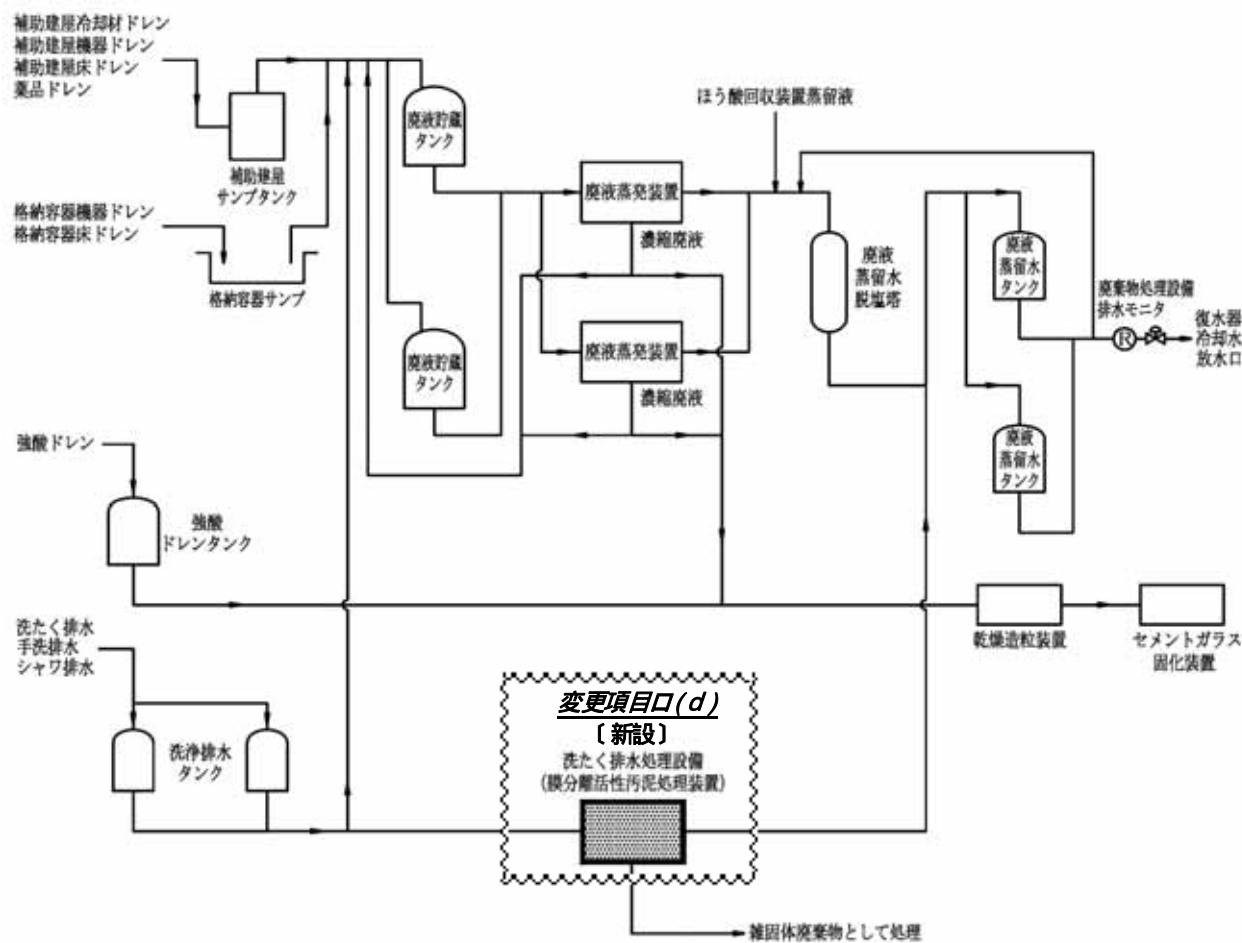 補助建屋冷却材ドレン
補助建屋機器ドレン
補助建屋床ドレン
薬品ドレン
補助建屋
サンプタンク
格納容器機器ドレン
格納容器床ドレン
格納容器サンプ
廃液貯蔵
タンク
廃液貯蔵
タンク
廃液蒸発装置
濃縮廃液
廃液蒸発装置
濃縮廃液
ほう酸回収装置蒸留液
廃液
蒸留水
脱塩塔
廃液
蒸留水
タンク
廃液
蒸留水
タンク
廃棄物処理設備
排水モニタ
R
復水器
冷却水
放水口
強酸ドレン
強酸
ドレンタンク
乾燥造粒装置
セメントガラス
固化装置
洗たく排水
手洗排水
シャワ排水
洗浄排水
タンク
変更項目ロ(d)
〔新設〕
洗たく排水処理設備
(膜分離活性汚泥処理装置)
雑固体廃棄物として処理